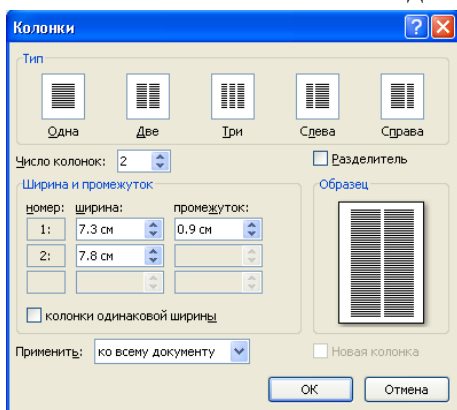 Колонки
Тип
Одна Две Три Слева Справа
Число колонок: 2 Разделитель
Ширина и промежуток Образец
номер: ширина: промежуток:
1: 7.3 см 0.9 см
2: 7.8 см
колонки одинаковой ширины
Применить: ко всему документу Новая колонка
ОК Отмена